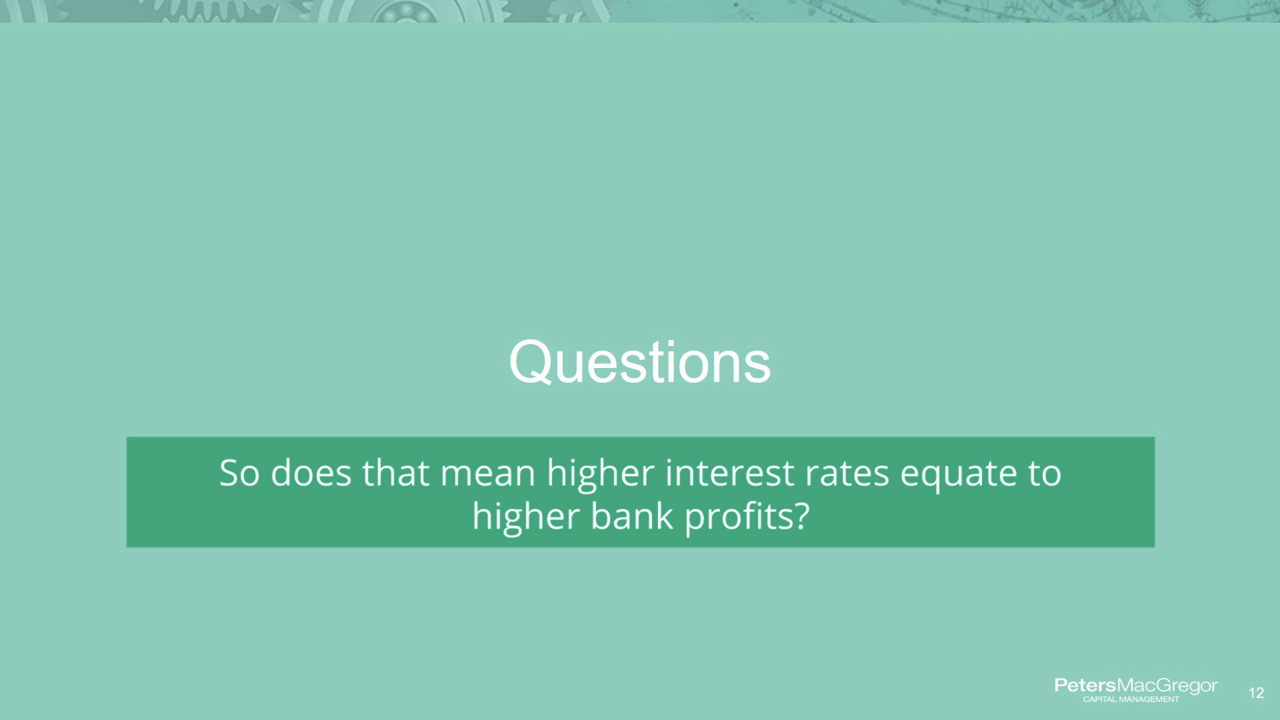 Questions
So does that mean higher interest rates equate to
higher bank profits?
PetersMacGregor
CAPITAL MANAGEMENT
12